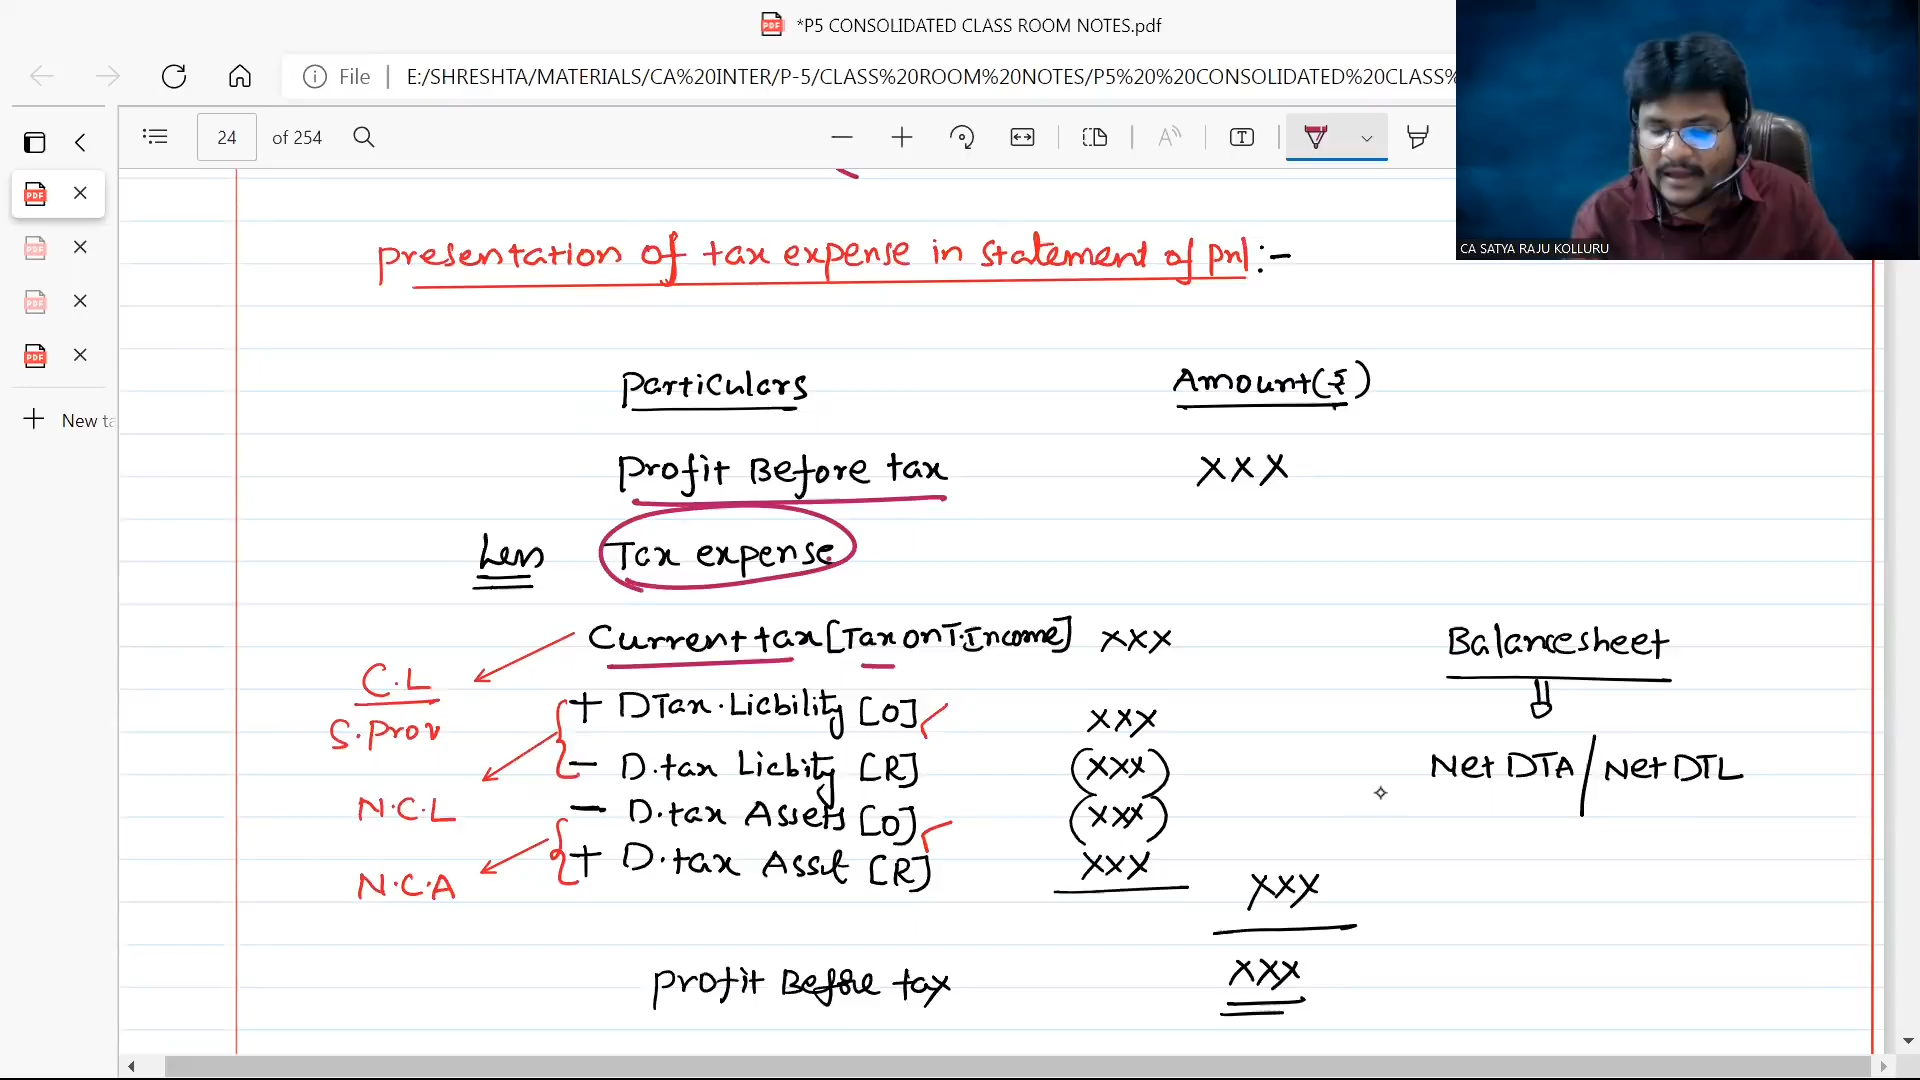 *P5 CONSOLIDATED CLASS ROOM NOTES.pdf
File
E:/SHRESHTA/MATERIALS/CA%20INTER/P-5/CLASS%20ROOM%20NOTES/P5%20%20CONSOLIDATED%20CLASS%
24 of 254
New ta
CA SATYA RAJU KOLLURU
presentation of tax expense in statement of pnl :-
Particulars Amount(₹)
Profit Before tax XXX
Less Tax expense
Current tax [Tax on T.Income] XXX
Balancesheet
C.L
S.Prov
+ DTax.Liability [O] XXX
- D.tax Liability [R] (XXX)
Net DTA / Net DTL
N.C.L
- D.tax Assets [O] (XXX)
+ D.tax Asset [R] XXX
N.C.A
XXX
Profit Before tax XXX